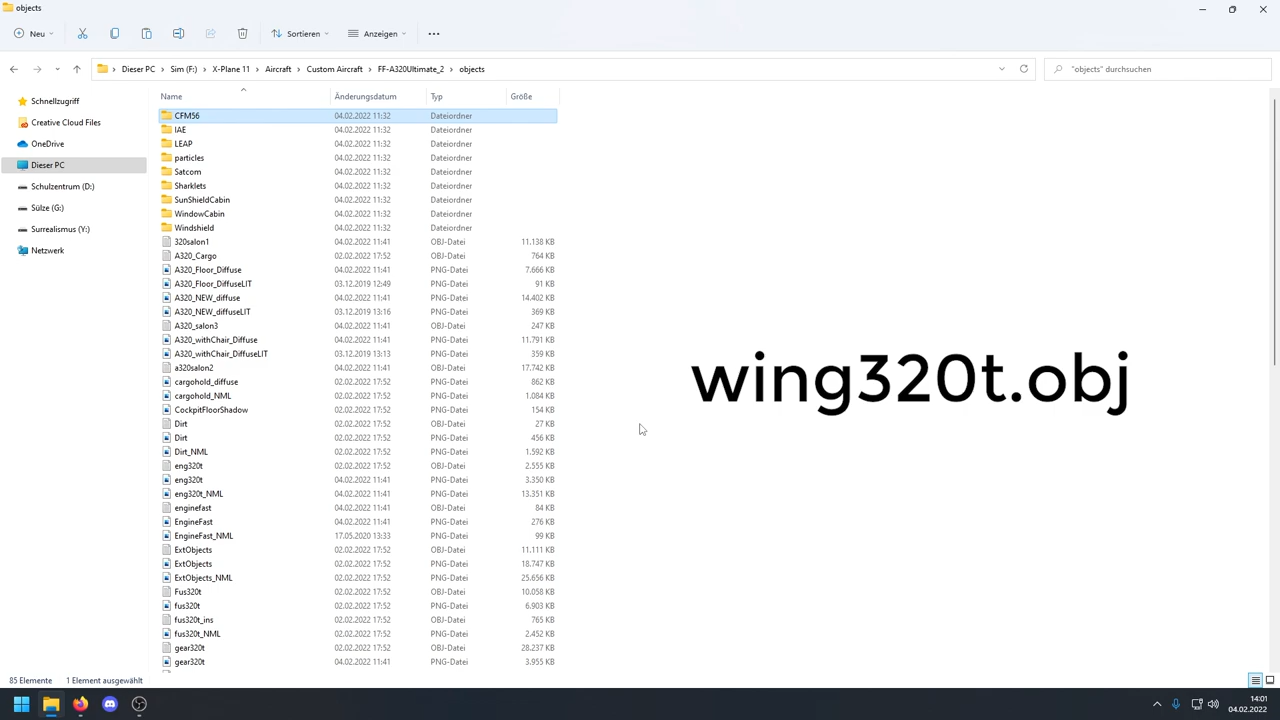 objects
Neu
Sortieren
Anzeigen
Dieser PC > Sim (F:) > X-Plane 11 > Aircraft > Custom Aircraft > FF-A320Ultimate_2 > objects
"objects" durchsuchen
Schnellzugriff
Creative Cloud Files
OneDrive
Dieser PC
Schulzentrum (D:)
Sülze (G:)
Surrealismus (Y:)
Netzwerk
Name Änderungsdatum Typ Größe
CFM56 04.02.2022 11:32 Dateiordner
IAE 04.02.2022 11:32 Dateiordner
LEAP 04.02.2022 11:32 Dateiordner
particles 04.02.2022 11:32 Dateiordner
Satcom 04.02.2022 11:32 Dateiordner
Sharklets 04.02.2022 11:32 Dateiordner
SunShieldCabin 04.02.2022 11:32 Dateiordner
WindowCabin 04.02.2022 11:32 Dateiordner
Windshield 04.02.2022 11:32 Dateiordner
320salon1 04.02.2022 11:41 OBJ-Datei 11.138 KB
A320_Cargo 02.02.2022 17:52 OBJ-Datei 764 KB
A320_Floor_Diffuse 04.02.2022 11:41 PNG-Datei 7.666 KB
A320_Floor_DiffuseLIT 03.12.2019 12:49 PNG-Datei 91 KB
A320_NEW_diffuse 04.02.2022 11:41 PNG-Datei 14.402 KB
A320_NEW_diffuseLIT 03.12.2019 13:16 PNG-Datei 369 KB
A320_salon3 04.02.2022 11:41 OBJ-Datei 247 KB
A320_withChair_Diffuse 04.02.2022 11:41 PNG-Datei 11.791 KB
A320_withChair_DiffuseLIT 03.12.2019 13:13 PNG-Datei 359 KB
a320salon2 04.02.2022 11:41 OBJ-Datei 17.742 KB
cargohold_diffuse 02.02.2022 17:52 PNG-Datei 862 KB
cargohold_NML 02.02.2022 17:52 PNG-Datei 1.084 KB
CockpitFloorShadow 02.02.2022 17:52 PNG-Datei 154 KB
Dirt 02.02.2022 17:52 OBJ-Datei 27 KB
Dirt 02.02.2022 17:52 PNG-Datei 456 KB
Dirt_NML 02.02.2022 17:52 PNG-Datei 1.592 KB
eng320t 02.02.2022 17:52 OBJ-Datei 2.555 KB
eng320t 04.02.2022 11:41 PNG-Datei 3.350 KB
eng320t_NML 04.02.2022 11:41 PNG-Datei 13.351 KB
enginefast 04.02.2022 11:41 OBJ-Datei 84 KB
EngineFast 04.02.2022 11:41 PNG-Datei 276 KB
EngineFast_NML 17.05.2020 13:33 PNG-Datei 99 KB
ExtObjects 02.02.2022 17:52 OBJ-Datei 11.111 KB
ExtObjects 02.02.2022 17:52 PNG-Datei 18.747 KB
ExtObjects_NML 02.02.2022 17:52 PNG-Datei 25.656 KB
Fus320t 02.02.2022 17:52 OBJ-Datei 10.058 KB
fus320t 02.02.2022 17:52 PNG-Datei 6.903 KB
fus320t_ins 02.02.2022 17:52 OBJ-Datei 765 KB
fus320t_NML 02.02.2022 17:52 PNG-Datei 2.452 KB
gear320t 02.02.2022 17:52 OBJ-Datei 28.237 KB
gear320t 04.02.2022 11:41 PNG-Datei 3.955 KB
wing320t.obj
85 Elemente 1 Element ausgewählt
14:01
04.02.2022